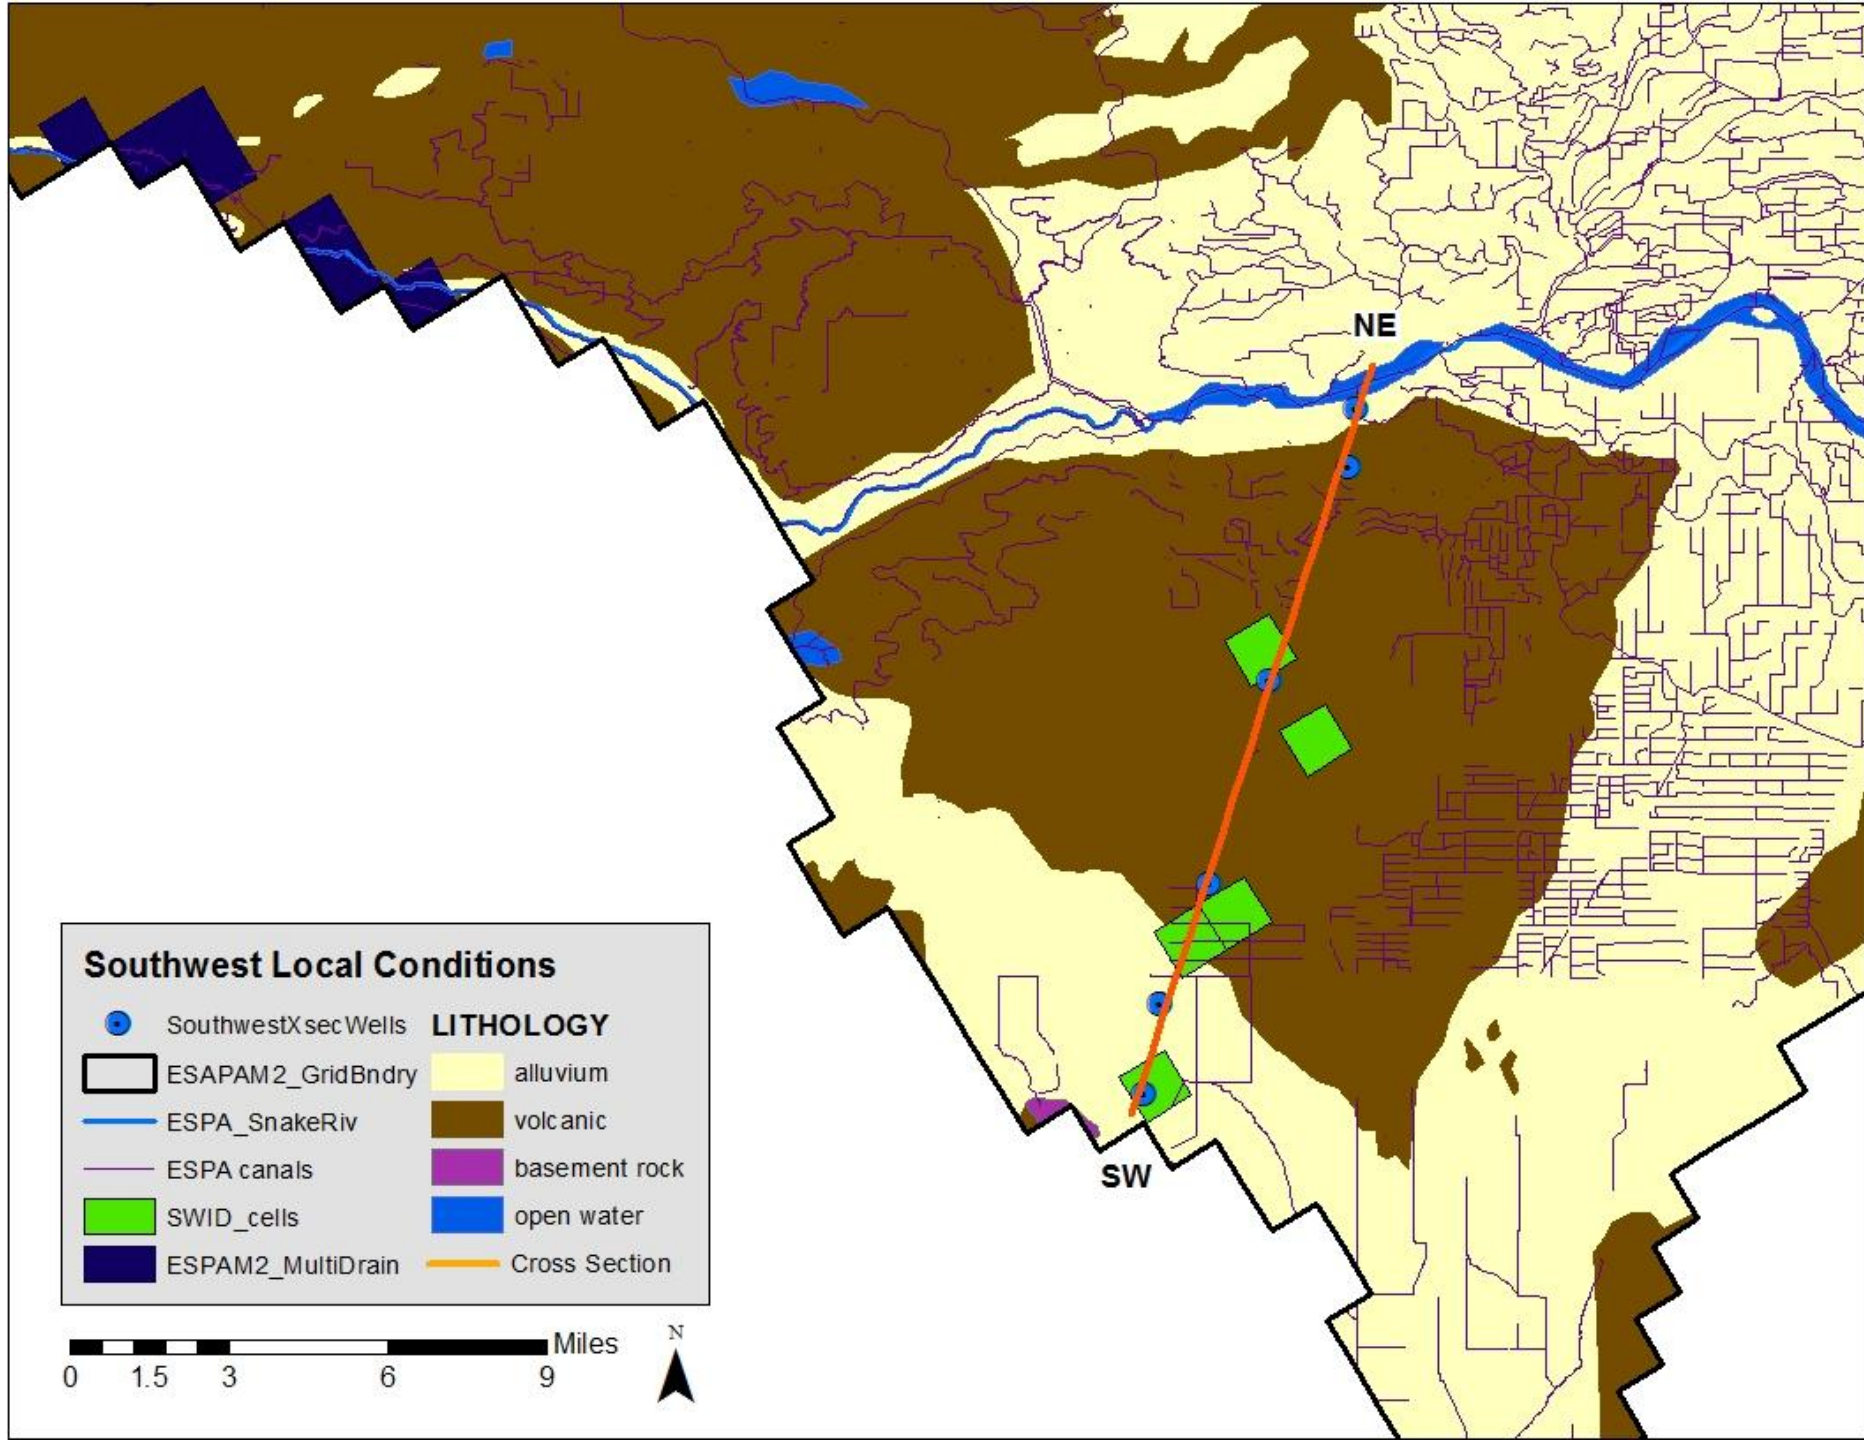 NE
SW
Southwest Local Conditions
SouthwestXsecWells
ESAPAM2_GridBndry
ESPA_SnakeRiv
ESPA canals
SWID_cells
ESPAM2_MultiDrain
LITHOLOGY
alluvium
volcanic
basement rock
open water
Cross Section
Miles
0 1.5 3 6 9
N